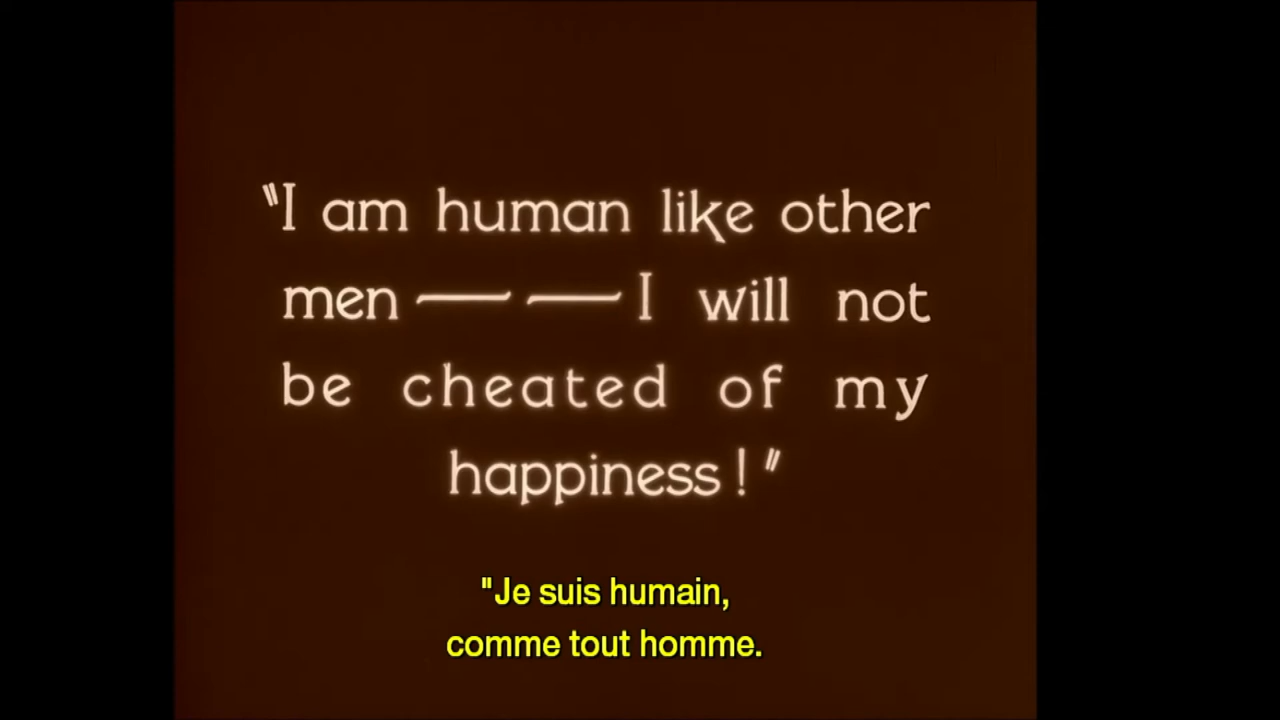 "I am human like other
men — — I will not
be cheated of my
happiness!"
"Je suis humain,
comme tout homme.